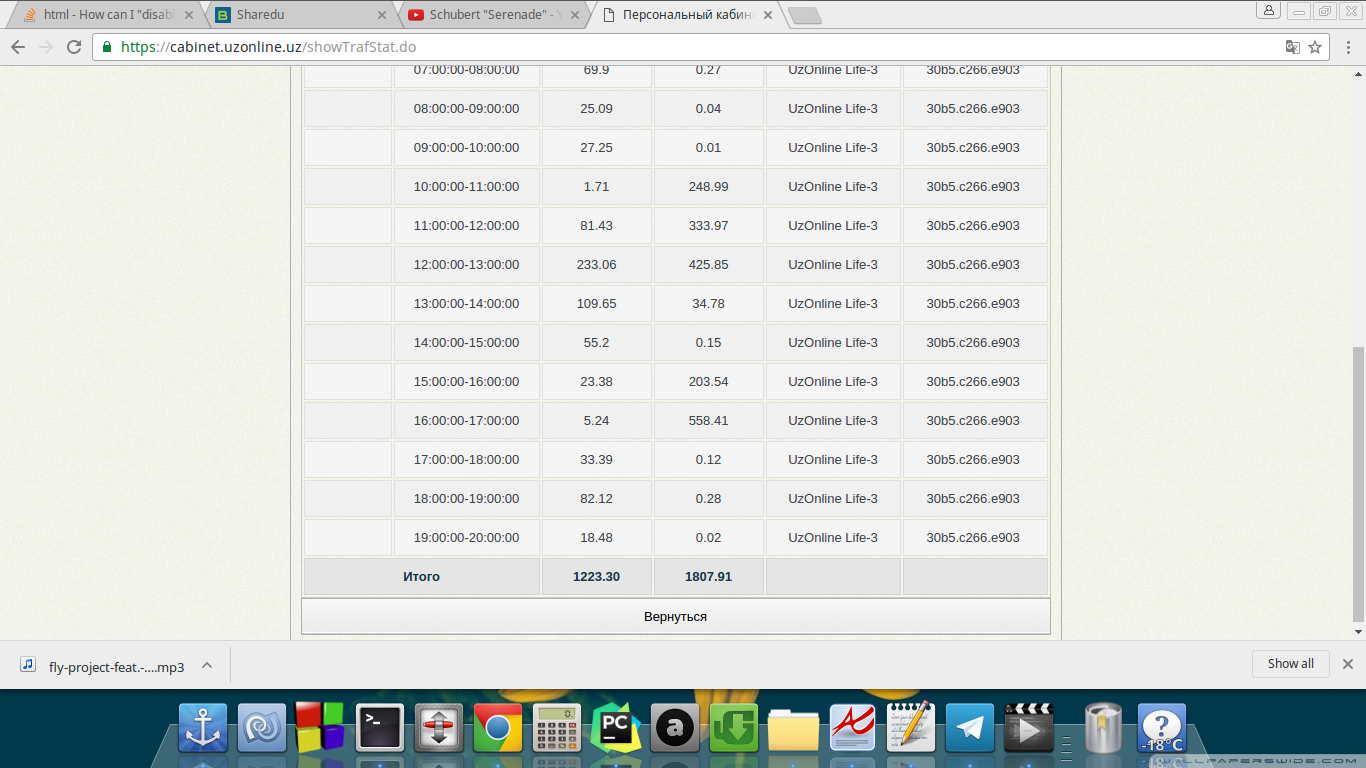 html - How can I "disabl
Sharedu
Schubert "Serenade" - Y
Персональный кабине
https://cabinet.uzonline.uz/showTrafStat.do
07:00:00-08:00:00 69.9 0.27 UzOnline Life-3 30b5.c266.e903
08:00:00-09:00:00 25.09 0.04 UzOnline Life-3 30b5.c266.e903
09:00:00-10:00:00 27.25 0.01 UzOnline Life-3 30b5.c266.e903
10:00:00-11:00:00 1.71 248.99 UzOnline Life-3 30b5.c266.e903
11:00:00-12:00:00 81.43 333.97 UzOnline Life-3 30b5.c266.e903
12:00:00-13:00:00 233.06 425.85 UzOnline Life-3 30b5.c266.e903
13:00:00-14:00:00 109.65 34.78 UzOnline Life-3 30b5.c266.e903
14:00:00-15:00:00 55.2 0.15 UzOnline Life-3 30b5.c266.e903
15:00:00-16:00:00 23.38 203.54 UzOnline Life-3 30b5.c266.e903
16:00:00-17:00:00 5.24 558.41 UzOnline Life-3 30b5.c266.e903
17:00:00-18:00:00 33.39 0.12 UzOnline Life-3 30b5.c266.e903
18:00:00-19:00:00 82.12 0.28 UzOnline Life-3 30b5.c266.e903
19:00:00-20:00:00 18.48 0.02 UzOnline Life-3 30b5.c266.e903
Итого 1223.30 1807.91
Вернуться
fly-project-feat.-....mp3
Show all
PC
a
-18°C